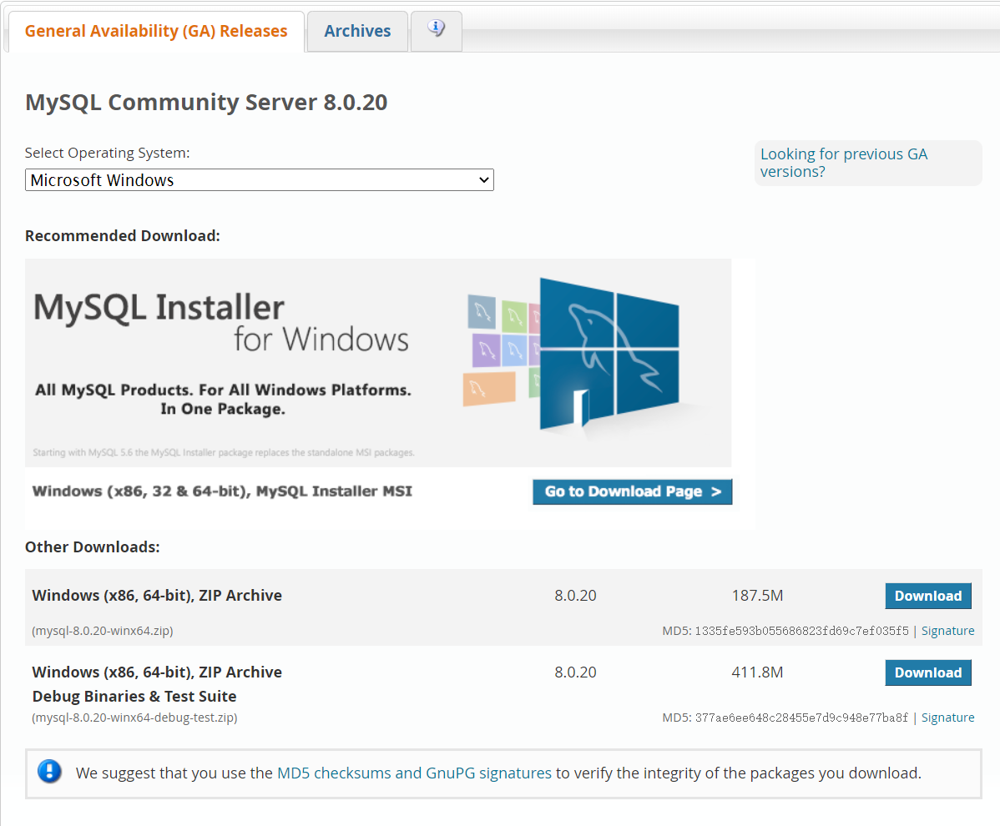 General Availability (GA) Releases
Archives
MySQL Community Server 8.0.20
Select Operating System:
Looking for previous GA
versions?
Microsoft Windows
Recommended Download:
MySQL Installer
for Windows
All MySQL Products. For All Windows Platforms.
In One Package.
Starting with MySQL 5.6 the MySQL Installer package replaces the standalone MSI packages.
Windows (x86, 32 & 64-bit), MySQL Installer MSI
Go to Download Page >
Other Downloads:
Windows (x86, 64-bit), ZIP Archive 8.0.20 187.5M Download
(mysql-8.0.20-winx64.zip) MD5: 1335fe593b055686823fd69c7ef035f5 | Signature
Windows (x86, 64-bit), ZIP Archive 8.0.20 411.8M Download
Debug Binaries & Test Suite
(mysql-8.0.20-winx64-debug-test.zip) MD5: 377ae6ee648c28455e7d9c948e77ba8f | Signature
We suggest that you use the MD5 checksums and GnuPG signatures to verify the integrity of the packages you download.